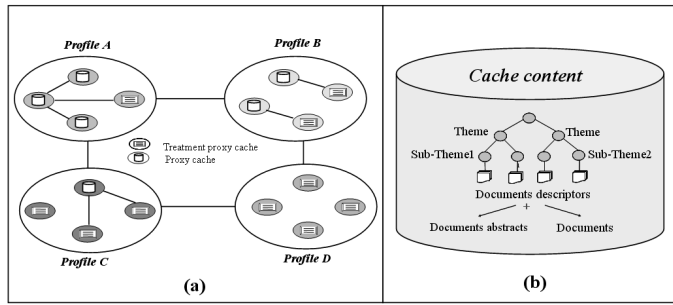 Profile A
Profile B
Treatment proxy cache
Proxy cache
Profile C
Profile D
(a)
Cache content
Theme
Theme
Sub-Theme1
Sub-Theme2
Documents descriptors
+
Documents abstracts
Documents
(b)